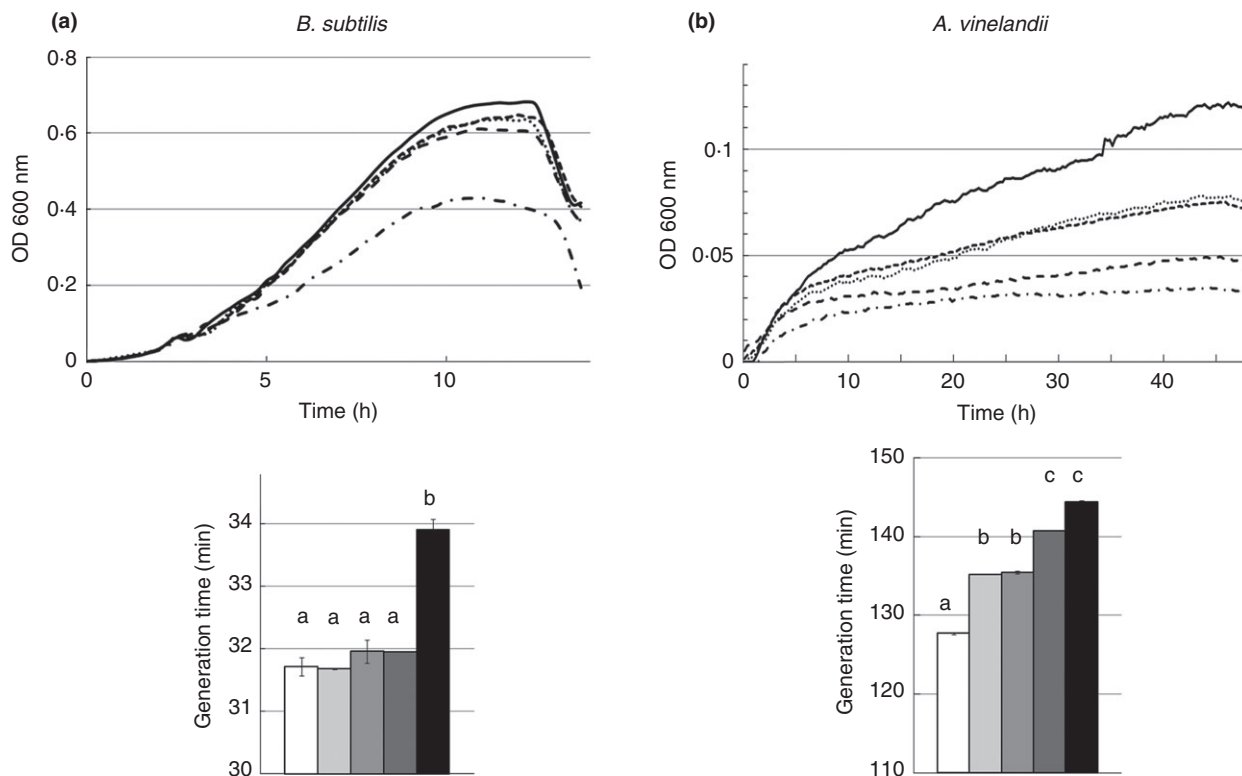 (a) B. subtilis
0·8
0·6
0·4
0·2
0
OD 600 nm
0 5 10
Time (h)
(b) A. vinelandii
0·1
0·05
0
OD 600 nm
0 10 20 30 40
Time (h)
34
33
32
31
30
Generation time (min)
a a a a b
150
140
130
120
110
Generation time (min)
a b b c c